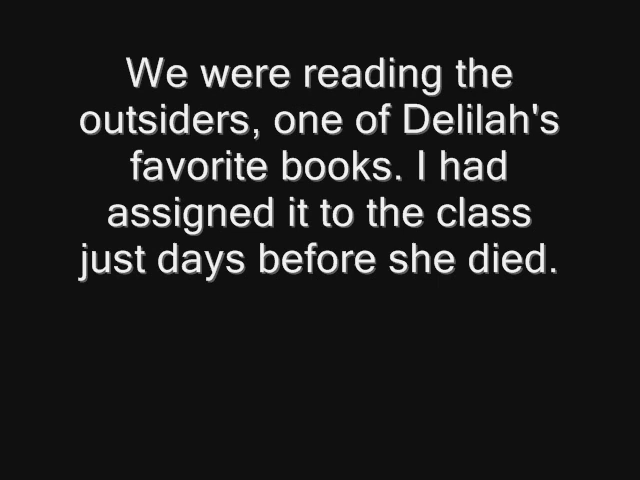 We were reading the
outsiders, one of Delilah's
favorite books. I had
assigned it to the class
just days before she died.